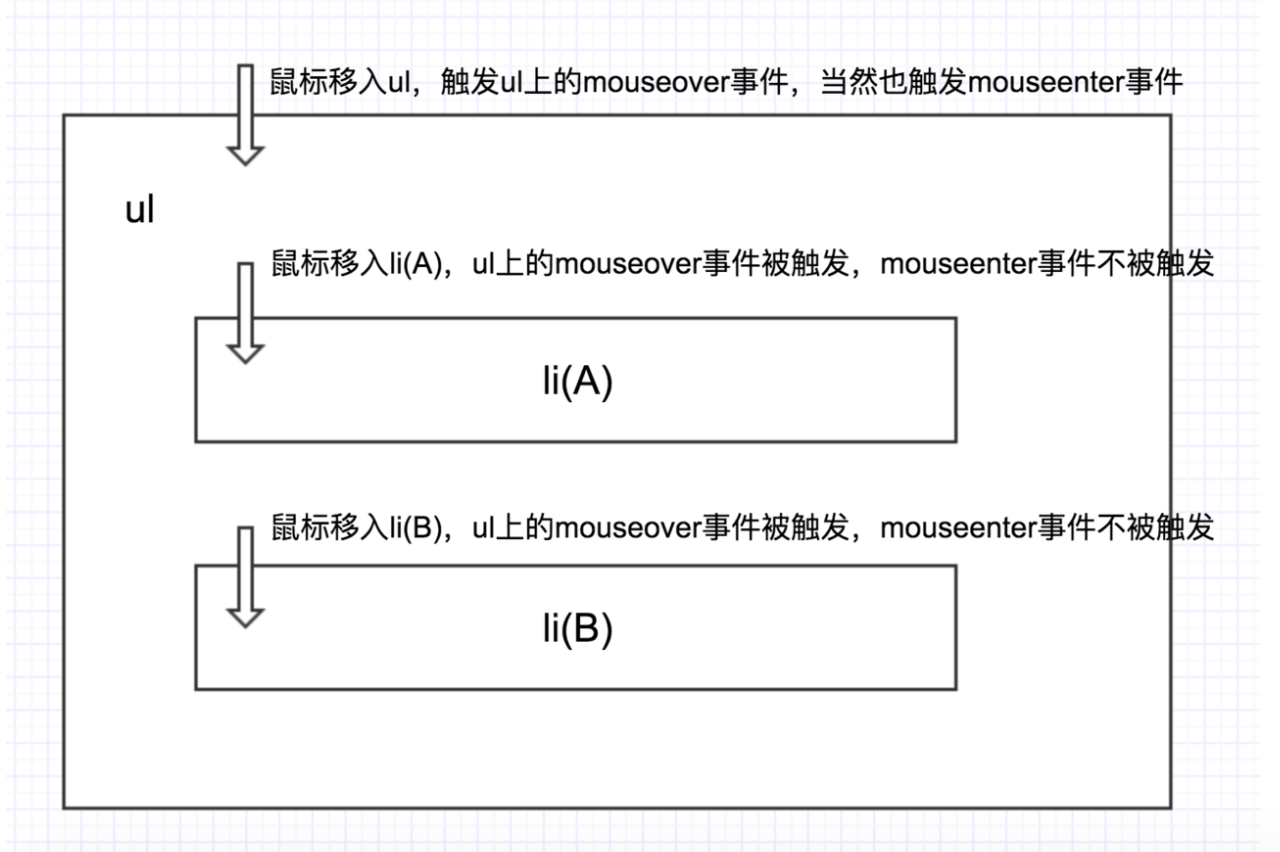 鼠标移入ul，触发ul上的mouseover事件，当然也触发mouseenter事件
ul
鼠标移入li(A)，ul上的mouseover事件被触发，mouseenter事件不被触发
li(A)
鼠标移入li(B)，ul上的mouseover事件被触发，mouseenter事件不被触发
li(B)